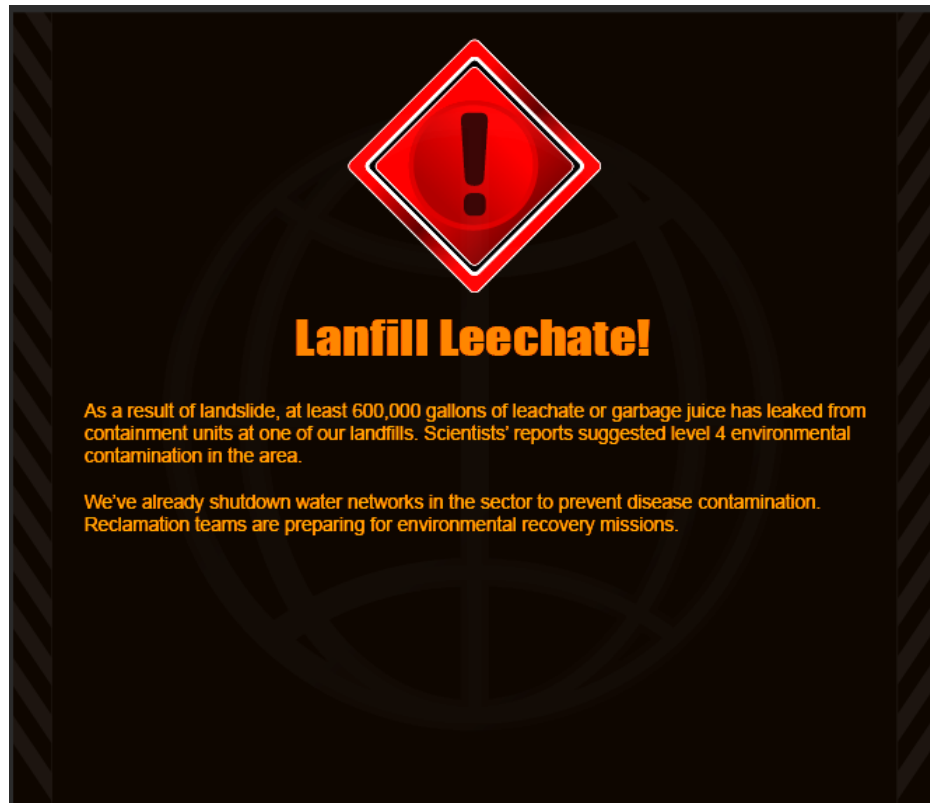 !
Lanfill Leechate!
As a result of landslide, at least 600,000 gallons of leachate or garbage juice has leaked from
containment units at one of our landfills. Scientists’ reports suggested level 4 environmental
contamination in the area.
We’ve already shutdown water networks in the sector to prevent disease contamination.
Reclamation teams are preparing for environmental recovery missions.